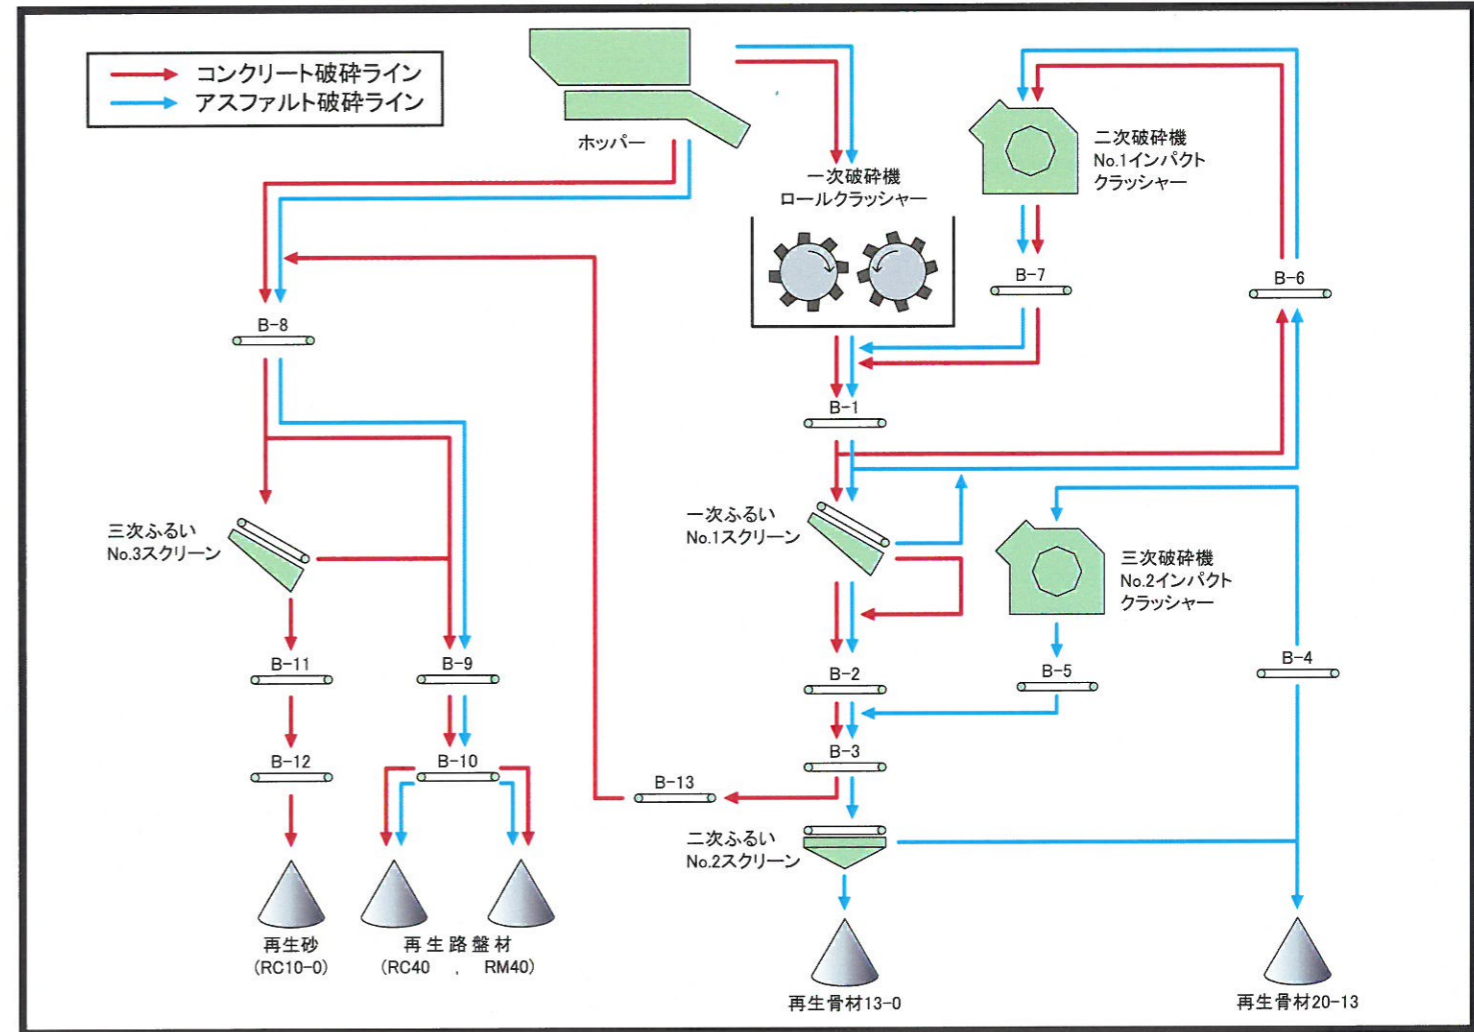 コンクリート破砕ライン
アスファルト破砕ライン
ホッパー
一次破砕機
ロールクラッシャー
二次破砕機
No.1インパクト
クラッシャー
B-7
B-6
B-8
B-1
三次ふるい
No.3スクリーン
一次ふるい
No.1スクリーン
三次破砕機
No.2インパクト
クラッシャー
B-11
B-9
B-2
B-5
B-4
B-12
B-10
B-3
B-13
二次ふるい
No.2スクリーン
再生砂
(RC10-0)
再生路盤材
(RC40 , RM40)
再生骨材13-0
再生骨材20-13